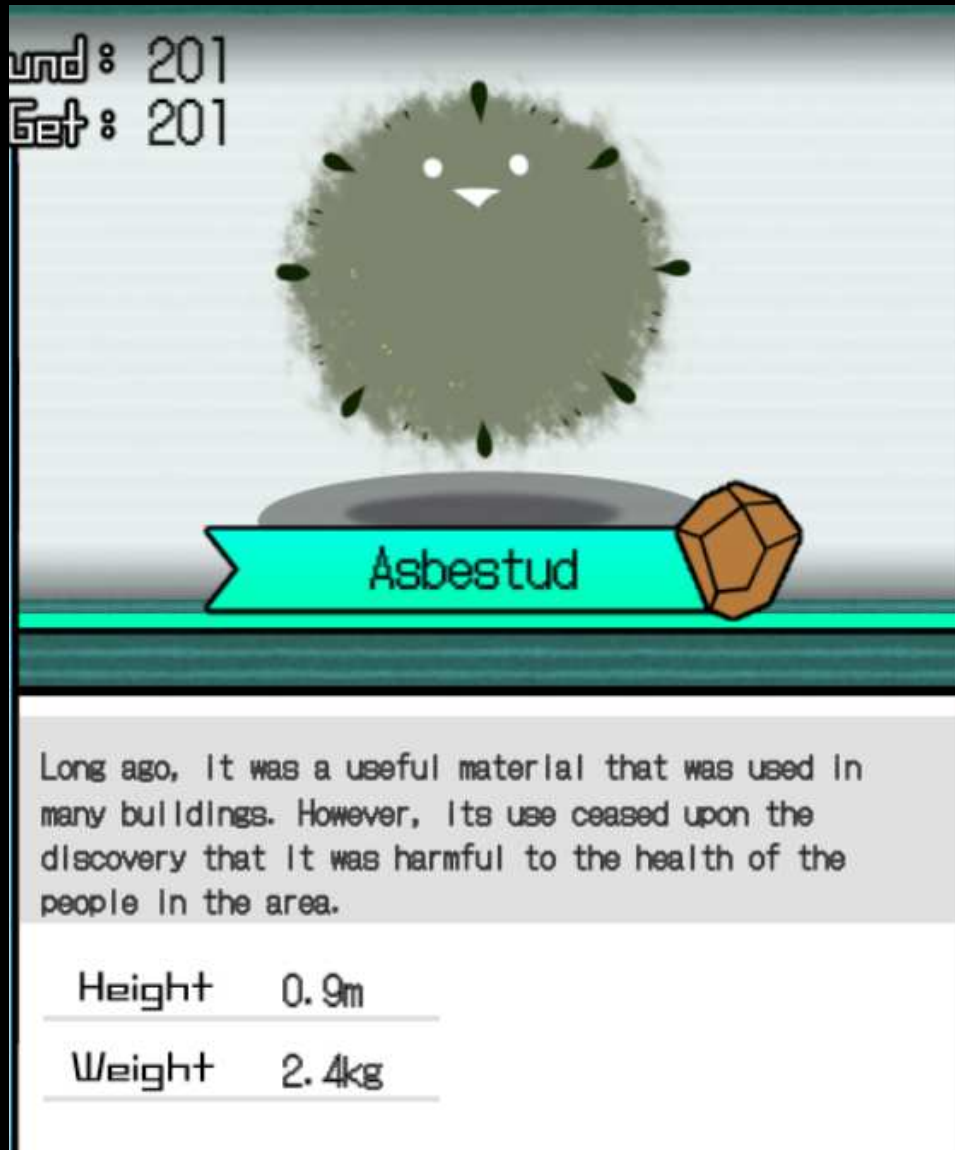 und: 201
Get: 201
Asbestud
Long ago, it was a useful material that was used in
many buildings. However, its use ceased upon the
discovery that it was harmful to the health of the
people in the area.
Height 0.9m
Weight 2.4kg